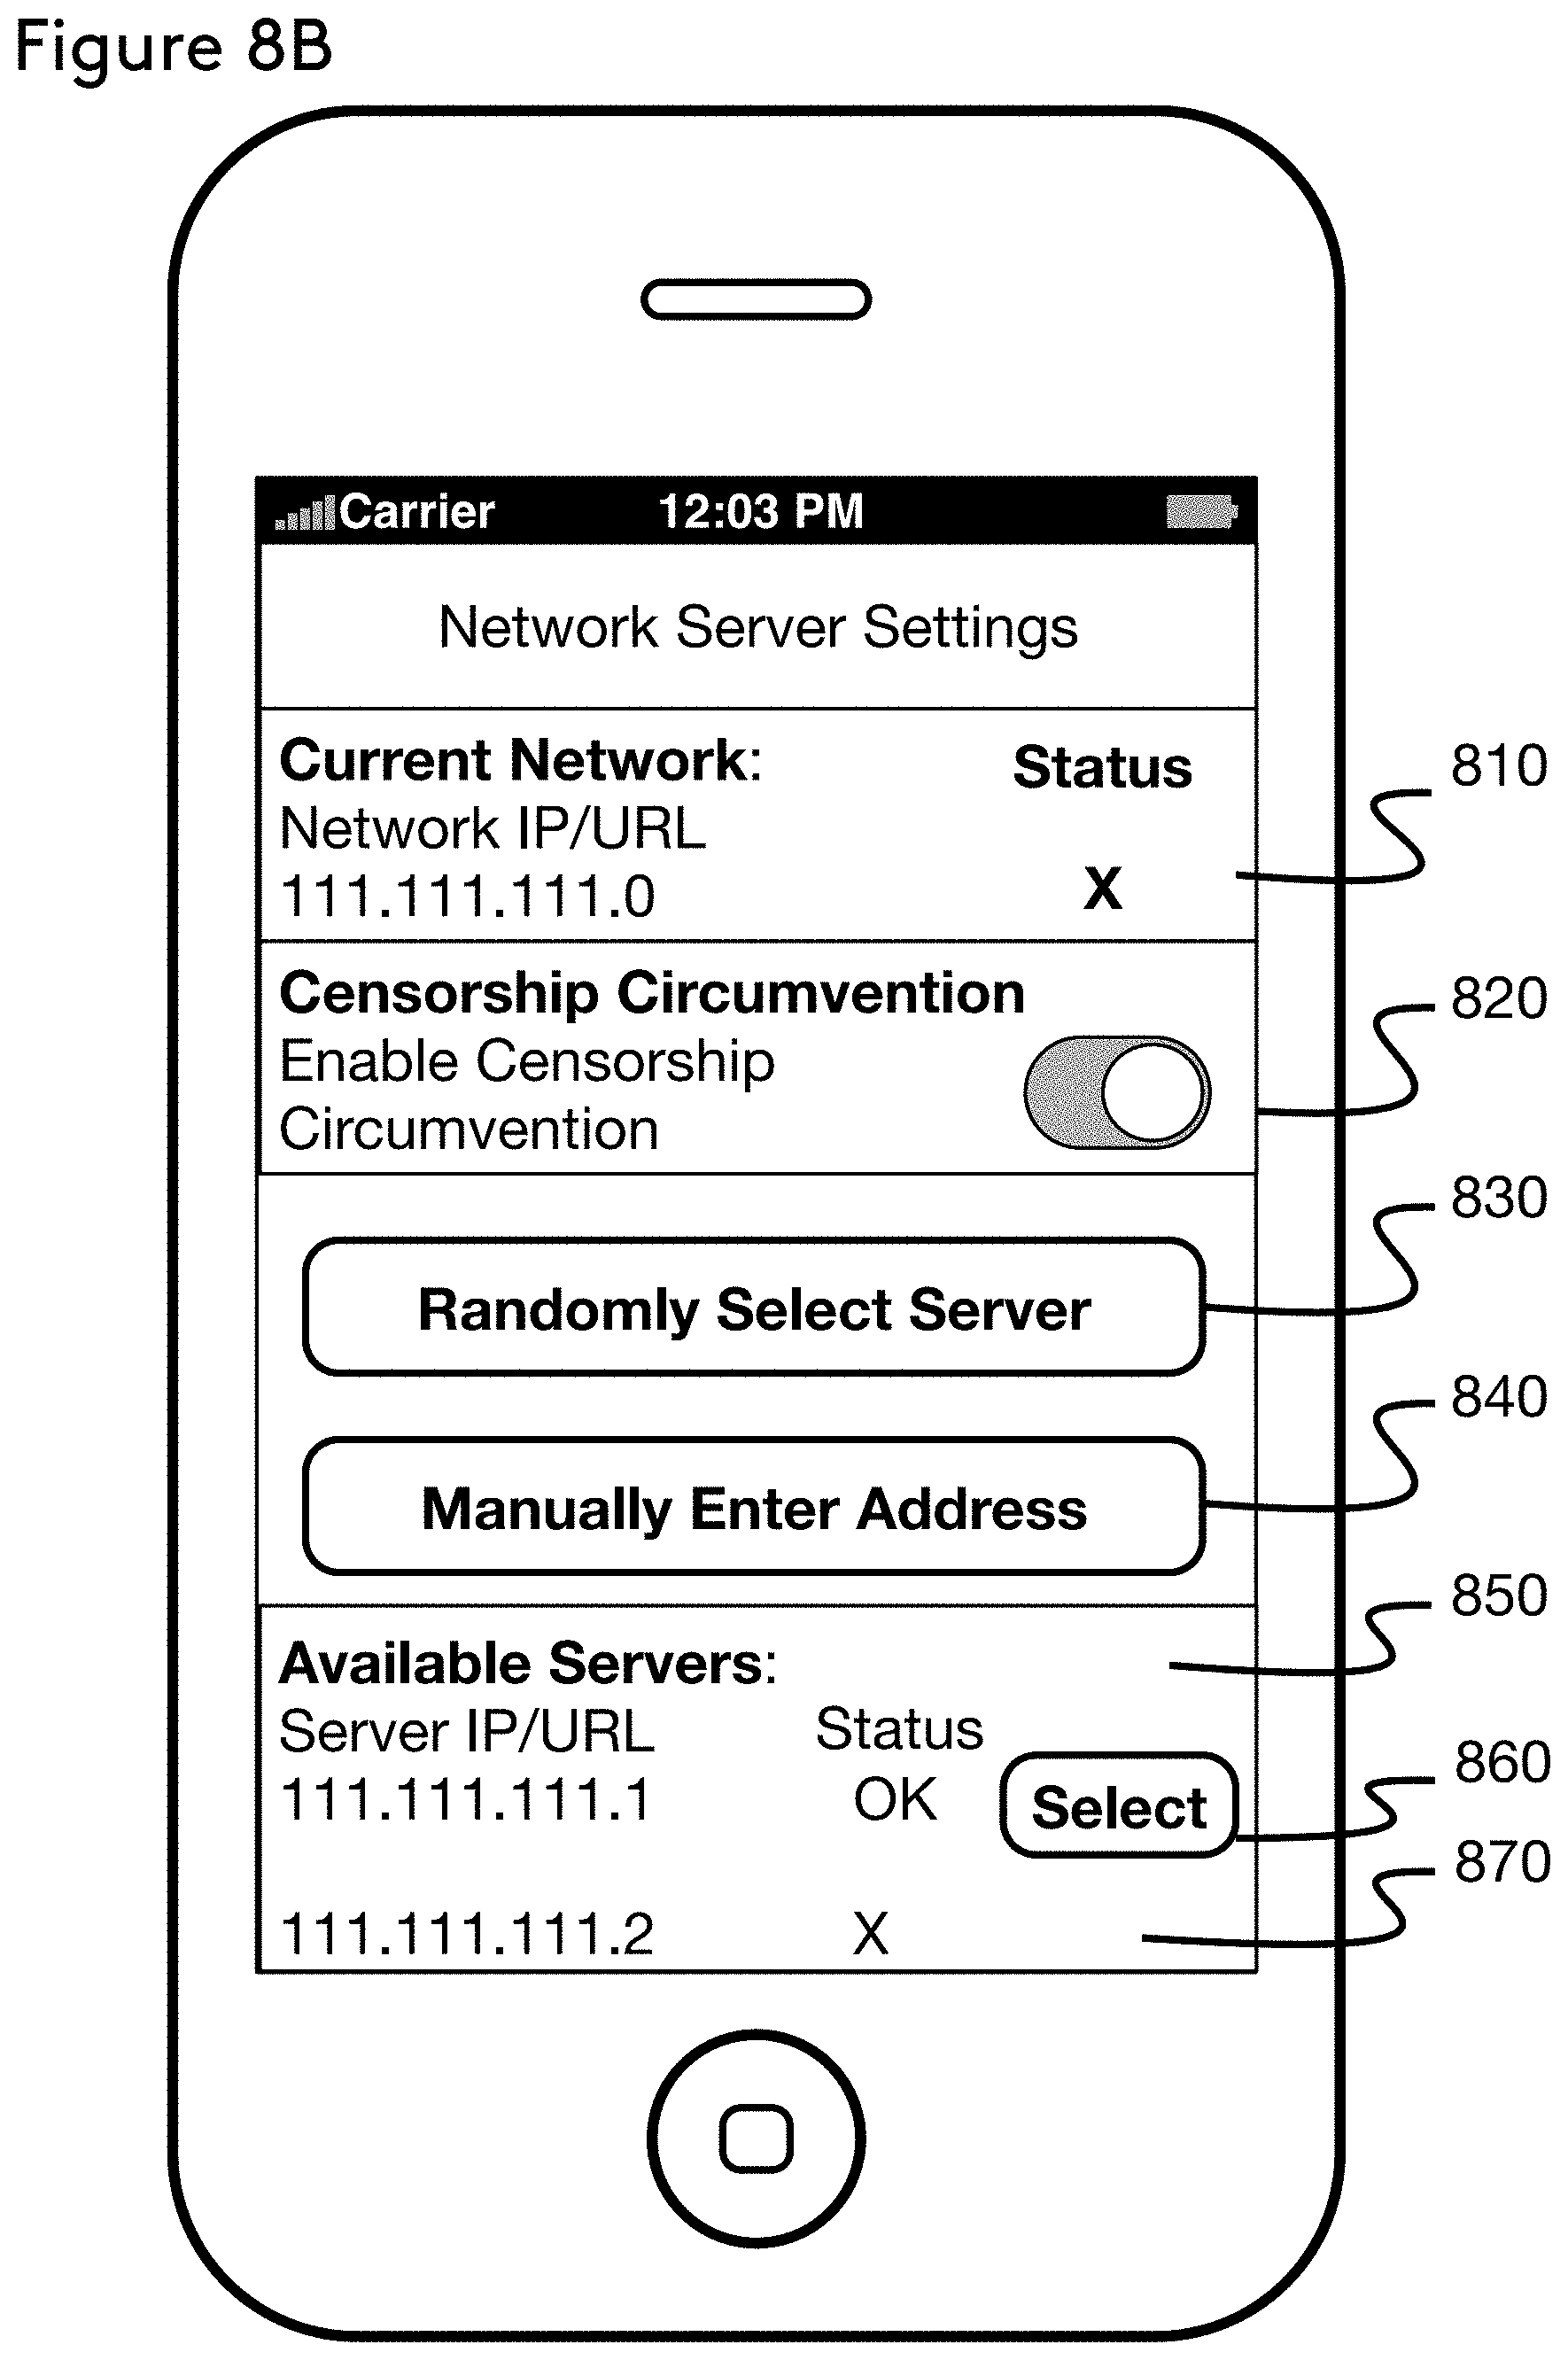 Figure 8B
Carrier 12:03 PM
Network Server Settings
Current Network: Status
810
Network IP/URL
111.111.111.0 X
Censorship Circumvention
820
Enable Censorship
Circumvention
830
Randomly Select Server
840
Manually Enter Address
850
Available Servers:
Server IP/URL Status
860
111.111.111.1 OK Select
870
111.111.111.2 X